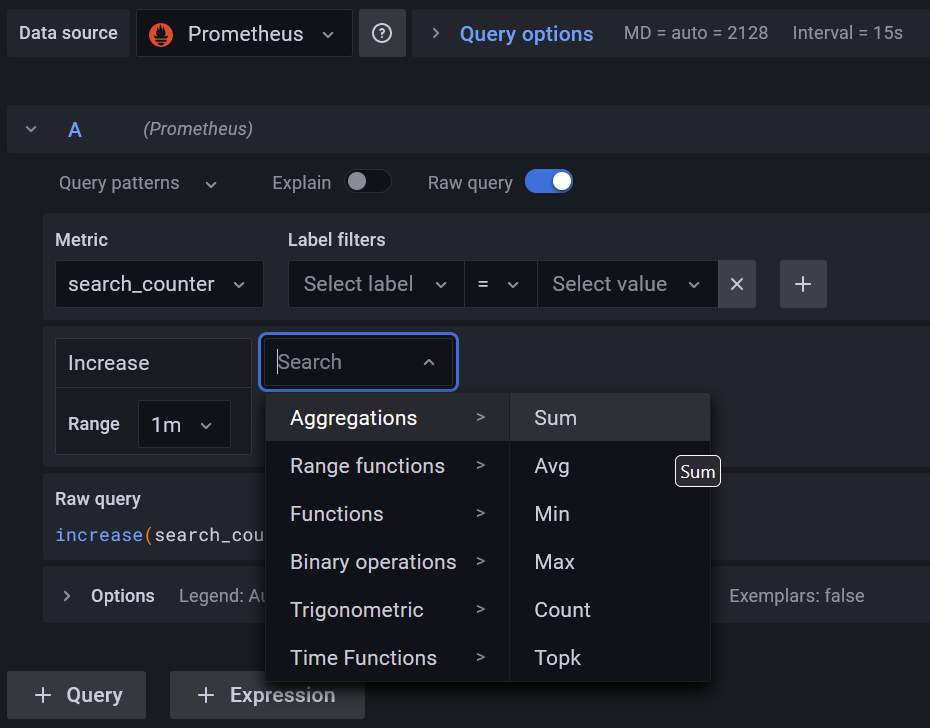 Data source Prometheus Query options MD = auto = 2128 Interval = 15s
A (Prometheus)
Query patterns Explain Raw query
Metric Label filters
search_counter Select label = Select value
Increase Search
Range 1m
Aggregations > Sum
Range functions > Avg
Sum
Functions > Min
Binary operations > Max
Trigonometric > Count
Time Functions > Topk
Raw query
increase(search_cou
Options Legend: Au Exemplars: false
+ Query + Expression